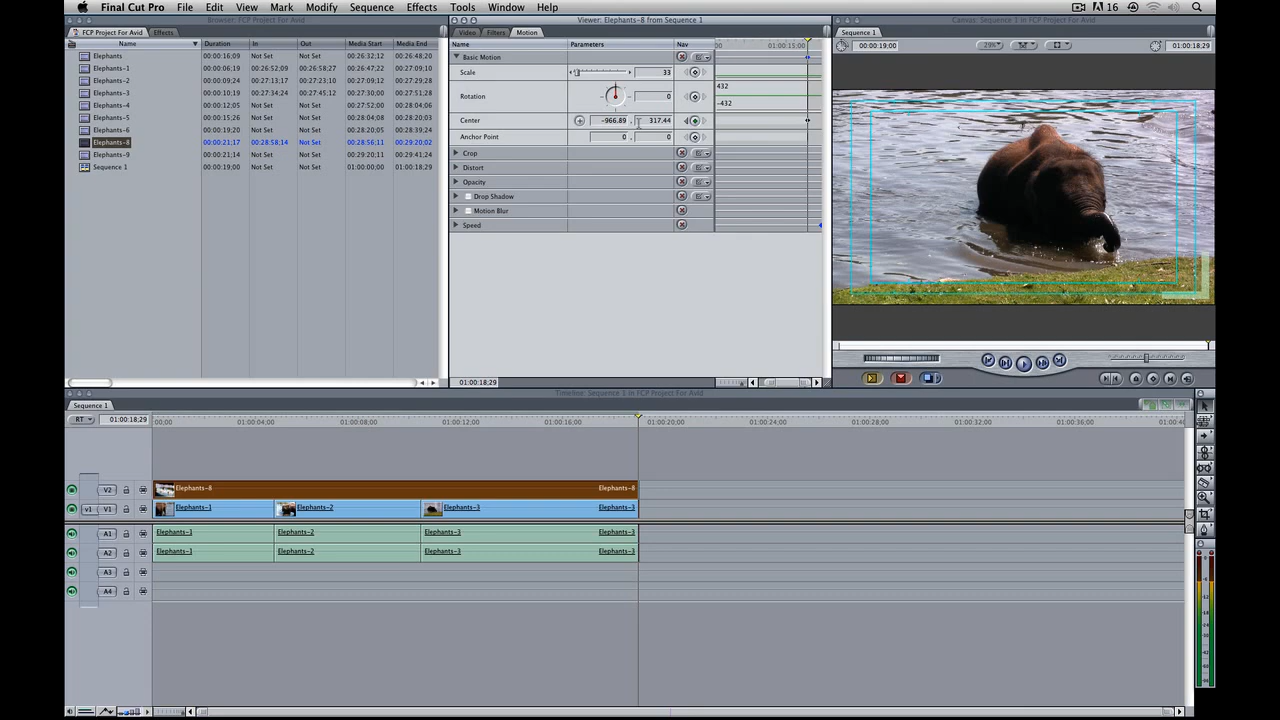 Final Cut Pro File Edit View Mark Modify Sequence Effects Tools Window Help 16
Browser: FCP Project For Avid
FCP Project For Avid Effects
Name Duration In Out Media Start Media End
Elephants 00:00:16;09 Not Set Not Set 00:26:32;12 00:26:48;20
Elephants-1 00:00:06;19 00:26:52;09 00:26:58;27 00:26:47;22 00:27:09;10
Elephants-2 00:00:09;24 00:27:13;17 00:27:23;10 00:27:09;12 00:27:29;28
Elephants-3 00:00:10;29 00:27:34;24 00:27:45;12 00:27:30;00 00:27:51;28
Elephants-4 00:00:12;05 Not Set Not Set 00:27:52;00 00:28:04;06
Elephants-5 00:00:15;26 Not Set Not Set 00:28:04;08 00:28:20;03
Elephants-6 00:00:19;20 Not Set Not Set 00:28:20;05 00:28:39;24
Elephants-8 00:00:21;17 00:28:58;14 Not Set 00:28:56;11 00:29:20;02
Elephants-9 00:00:21;14 Not Set Not Set 00:29:20;11 00:29:41;24
Sequence 1 00:00:19;00 Not Set Not Set 01:00:00;00 01:00:18;29
Viewer: Elephants-8 from Sequence 1
Video Filters Motion
Name Parameters Nav 00 01:00:15;00
Basic Motion
Scale 33
432
Rotation 0
-432
Center -966.89 , 317.44
Anchor Point 0 , 0
Crop
Distort
Opacity
Drop Shadow
Motion Blur
Speed
01:00:18;29
Canvas: Sequence 1 in FCP Project For Avid
Sequence 1
00:00:19;00 29% 01:00:18;29
Timeline: Sequence 1 in FCP Project For Avid
Sequence 1
RT 01:00:18;29 00;00 01:00:04;00 01:00:08;00 01:00:12;00 01:00:16;00 01:00:20;00 01:00:24;00 01:00:28;00 01:00:32;00 01:00:36;00
V2 Elephants-8 Elephants-8
v1 V1 Elephants-1 Elephants-2 Elephants-3 Elephants-3
A1 Elephants-1 Elephants-2 Elephants-3 Elephants-3
A2 Elephants-1 Elephants-2 Elephants-3 Elephants-3
A3
A4